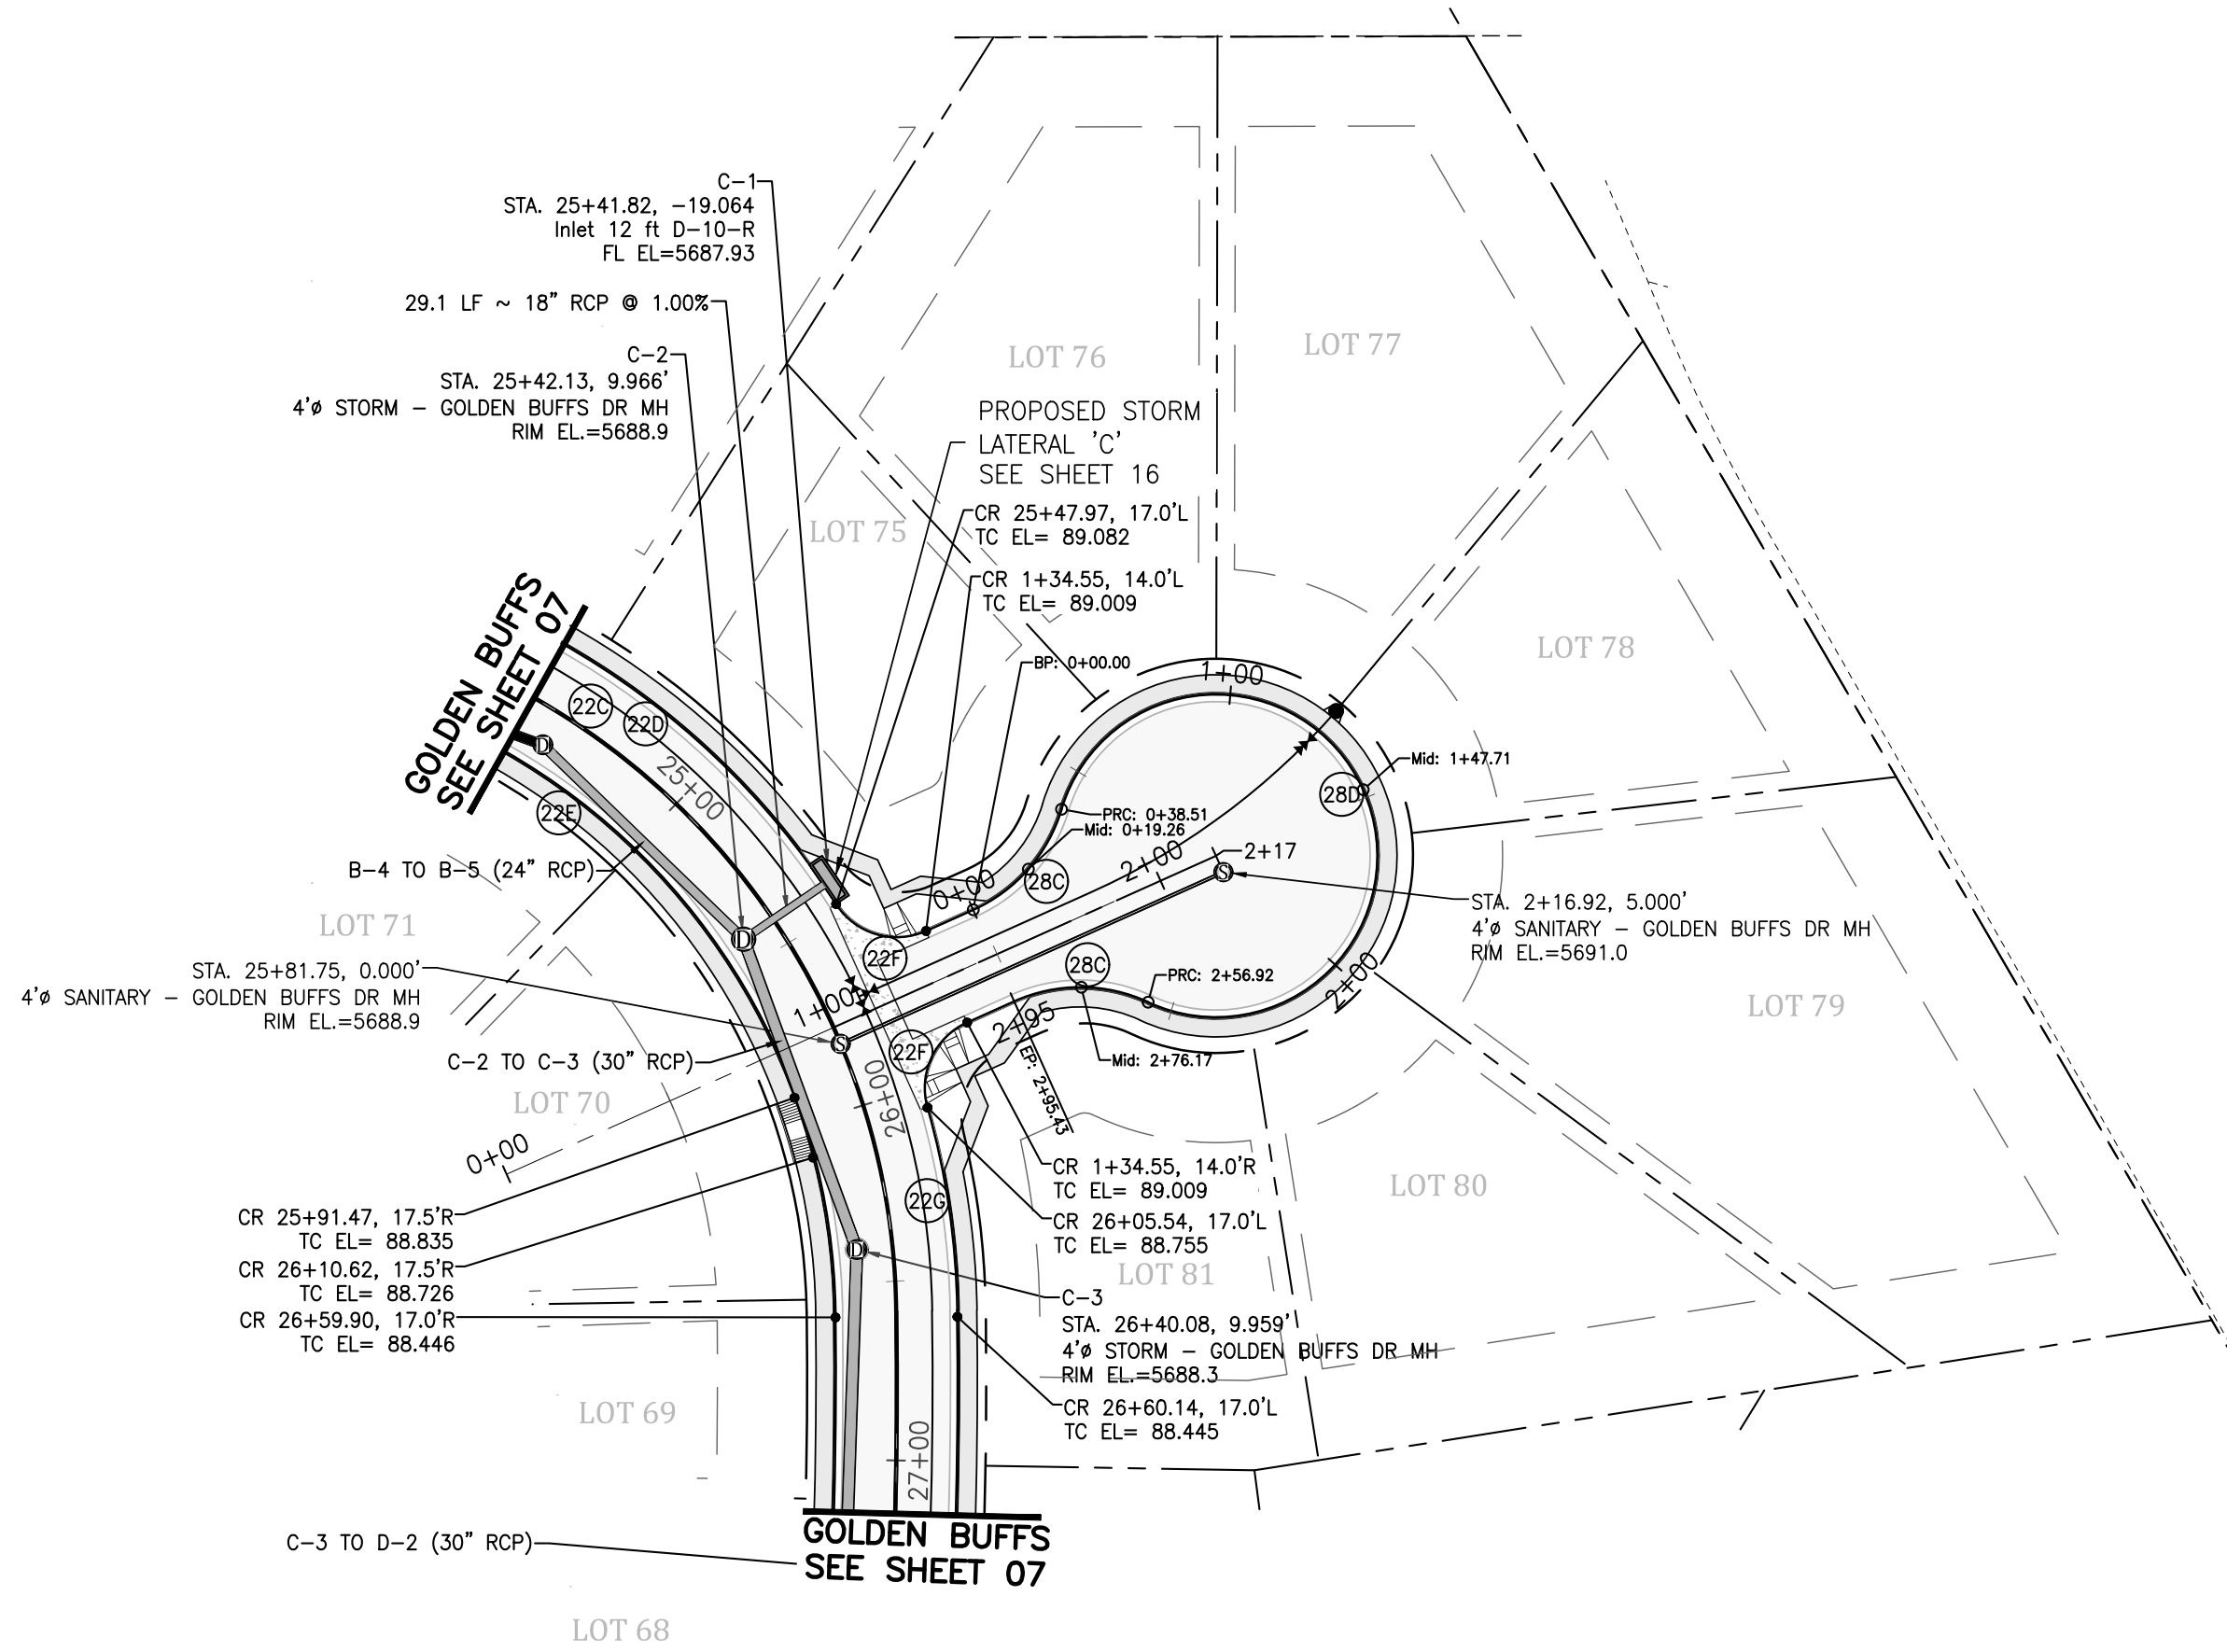 C-1
STA. 25+41.82, -19.064
Inlet 12 ft D-10-R
FL EL=5687.93
29.1 LF ~ 18" RCP @ 1.00%
C-2
STA. 25+42.13, 9.966'
4'ø STORM - GOLDEN BUFFS DR MH
RIM EL.=5688.9
LOT 76
LOT 77
PROPOSED STORM
LATERAL 'C'
SEE SHEET 16
LOT 75
CR 25+47.97, 17.0'L
TC EL= 89.082
CR 1+34.55, 14.0'L
TC EL= 89.009
BP: 0+00.00
LOT 78
GOLDEN BUFFS
SEE SHEET 07
22C
22D
22E
25+00
1+00
Mid: 1+47.71
28D
PRC: 0+38.51
Mid: 0+19.26
2+00
2+17
28C
0+00
B-4 TO B-5 (24" RCP)
LOT 71
STA. 2+16.92, 5.000'
4'ø SANITARY - GOLDEN BUFFS DR MH
RIM EL.=5691.0
D
D
S
S
D
22F
28C
PRC: 2+56.92
2+00
STA. 25+81.75, 0.000'
4'ø SANITARY - GOLDEN BUFFS DR MH
RIM EL.=5688.9
1+00
LOT 79
C-2 TO C-3 (30" RCP)
22F
2+95
EP: 2+95.43
Mid: 2+76.17
LOT 70
26+00
0+00
CR 1+34.55, 14.0'R
TC EL= 89.009
LOT 80
22G
CR 25+91.47, 17.5'R
TC EL= 88.835
CR 26+10.62, 17.5'R
TC EL= 88.726
CR 26+59.90, 17.0'R
TC EL= 88.446
CR 26+05.54, 17.0'L
TC EL= 88.755
LOT 81
C-3
STA. 26+40.08, 9.959'
4'ø STORM - GOLDEN BUFFS DR MH
RIM EL.=5688.3
CR 26+60.14, 17.0'L
TC EL= 88.445
LOT 69
27+00
GOLDEN BUFFS
SEE SHEET 07
C-3 TO D-2 (30" RCP)
LOT 68